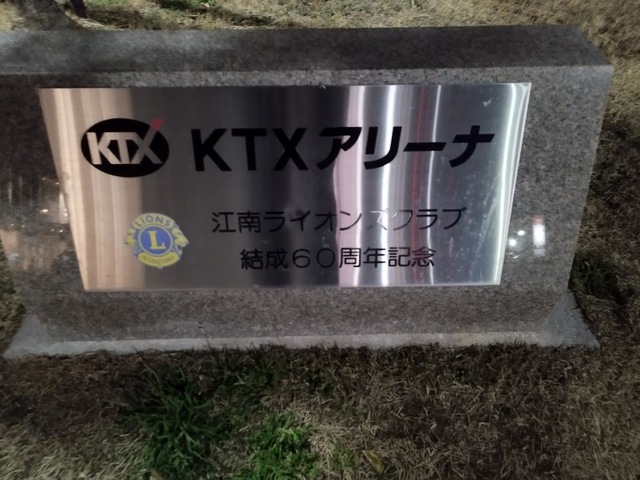 KTX KTXアリーナ
LIONS L INTERNATIONAL
江南ライオンズクラブ
結成60周年記念